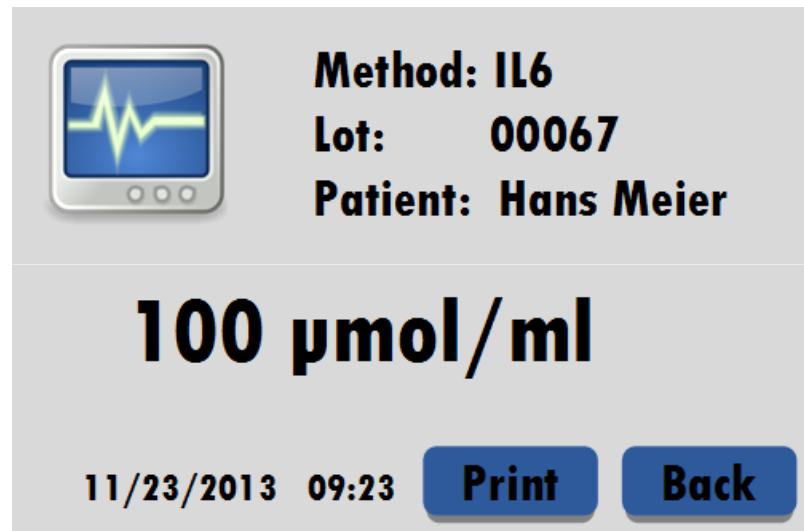 Method: IL6
Lot: 00067
Patient: Hans Meier
100 µmol/ml
11/23/2013 09:23 Print Back